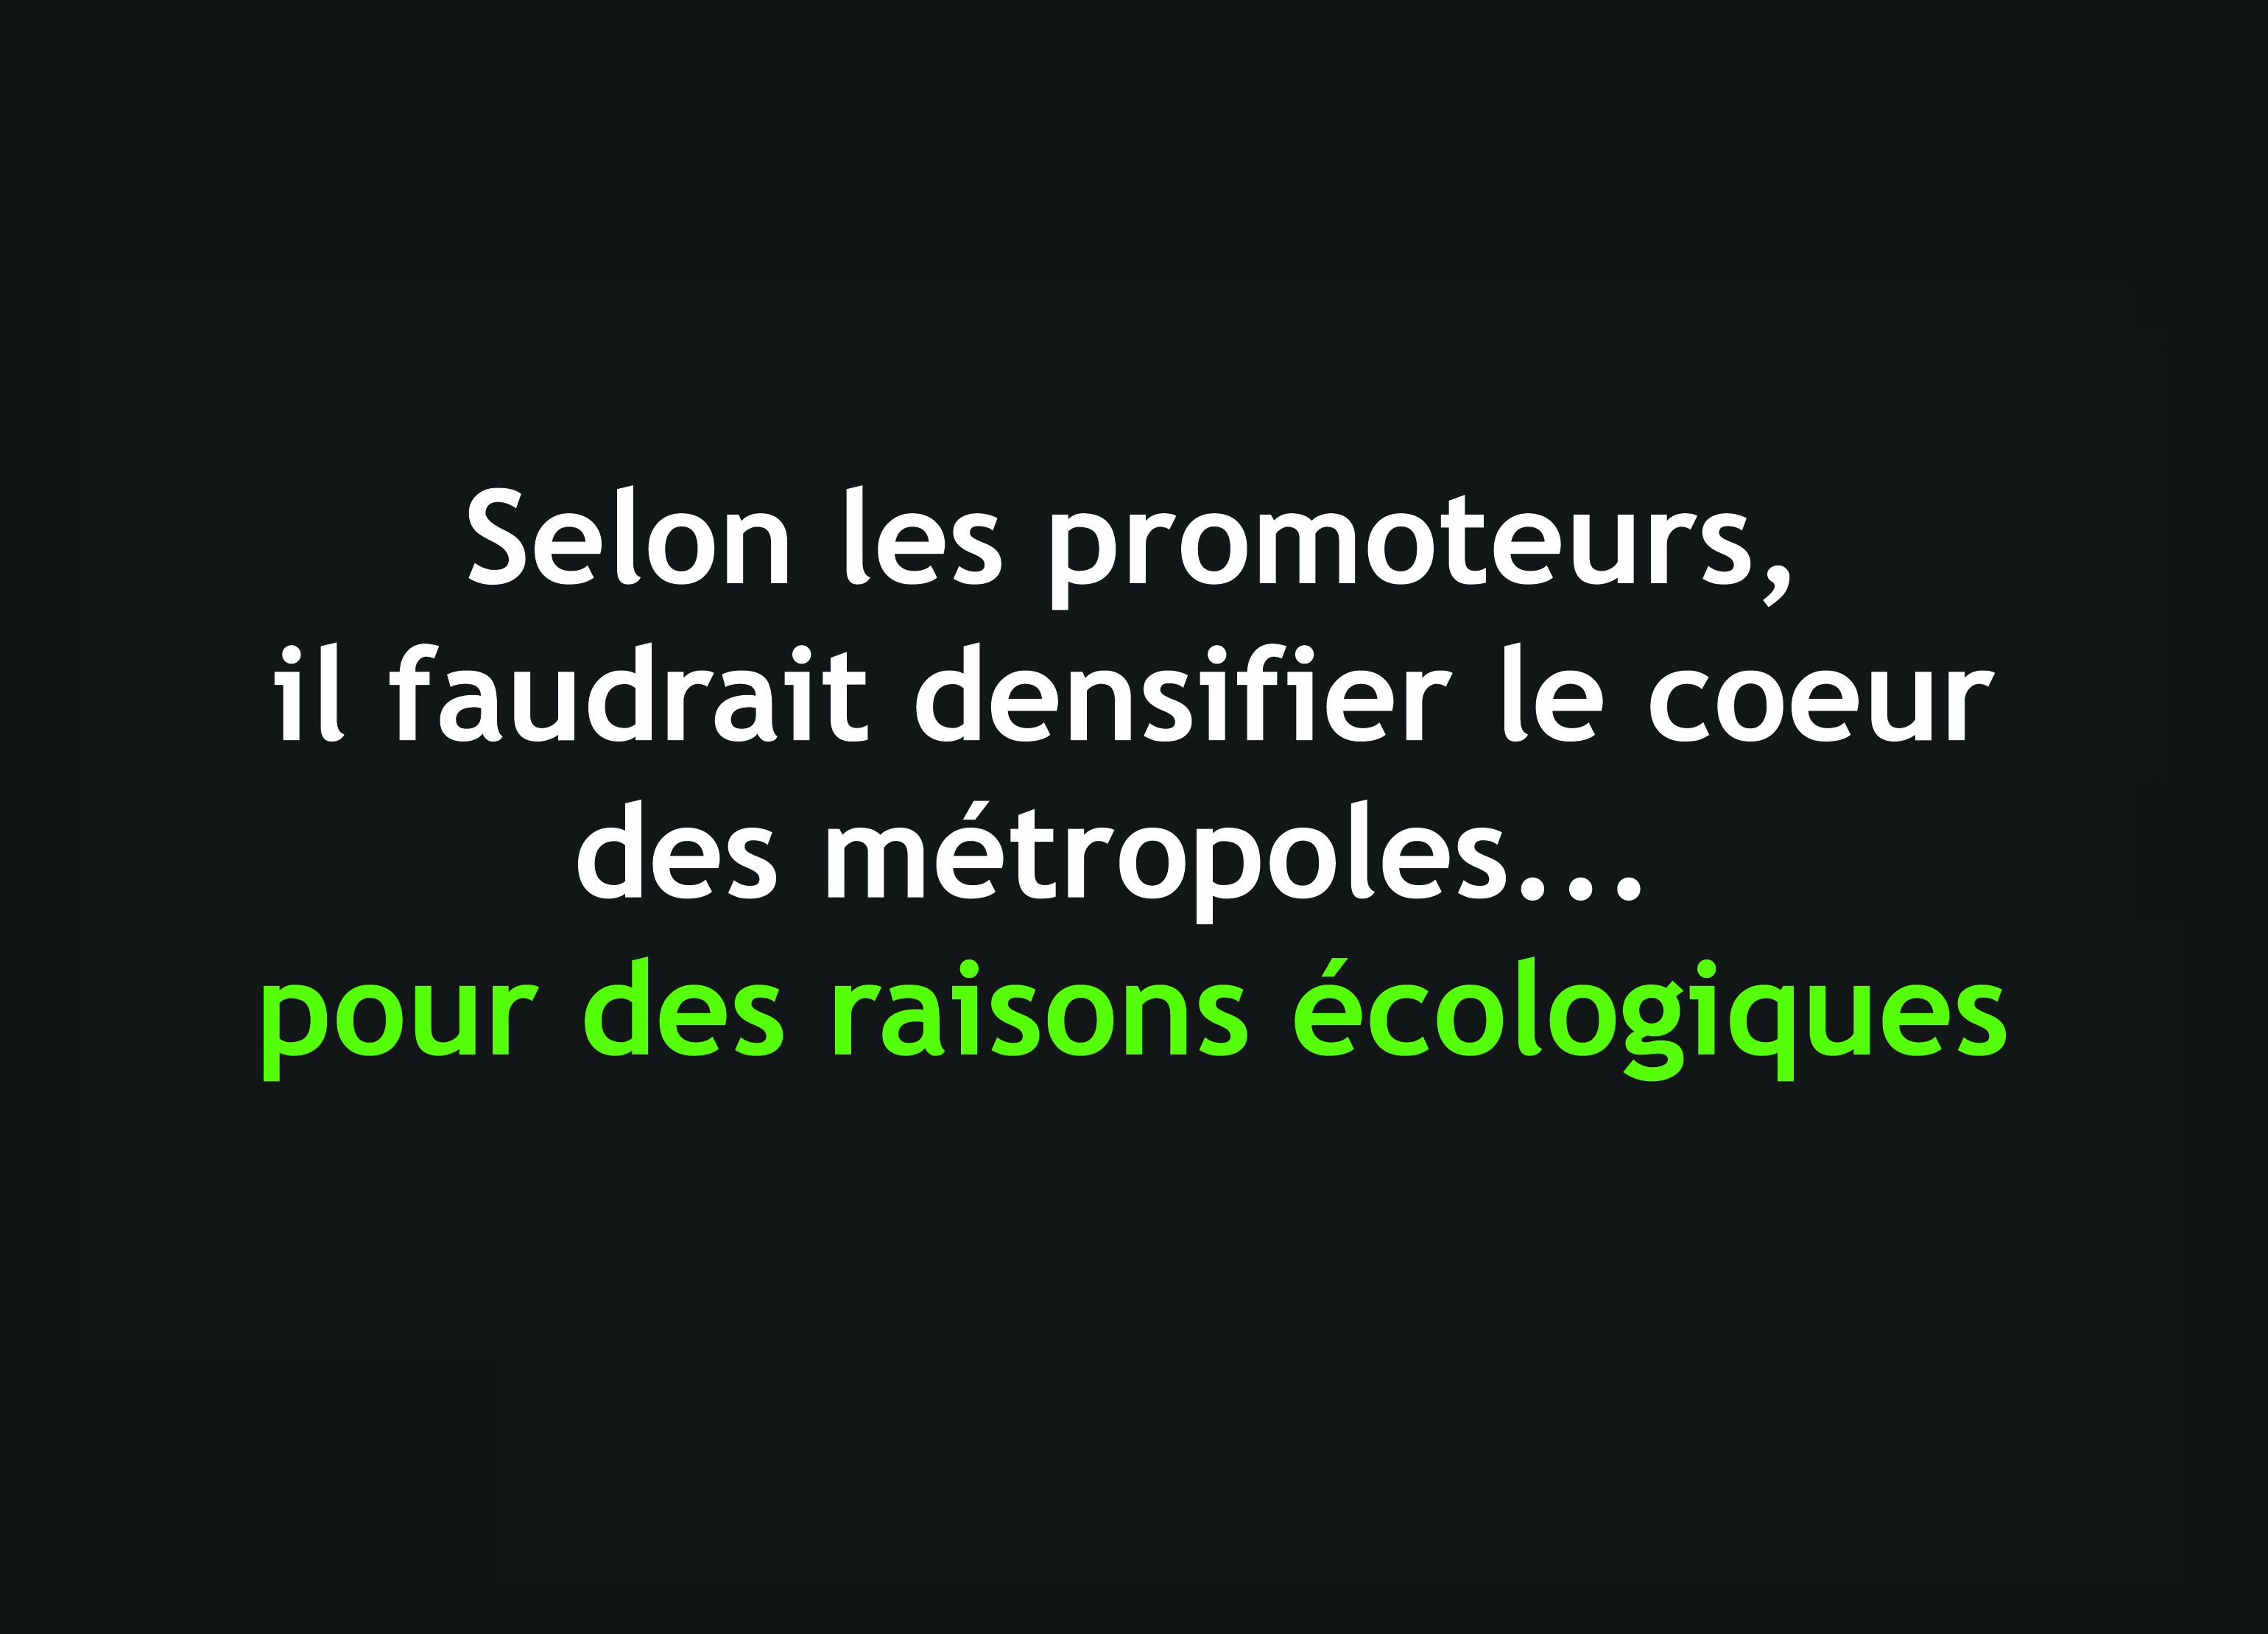 Selon les promoteurs,
il faudrait densifier le coeur
des métropoles...
pour des raisons écologiques